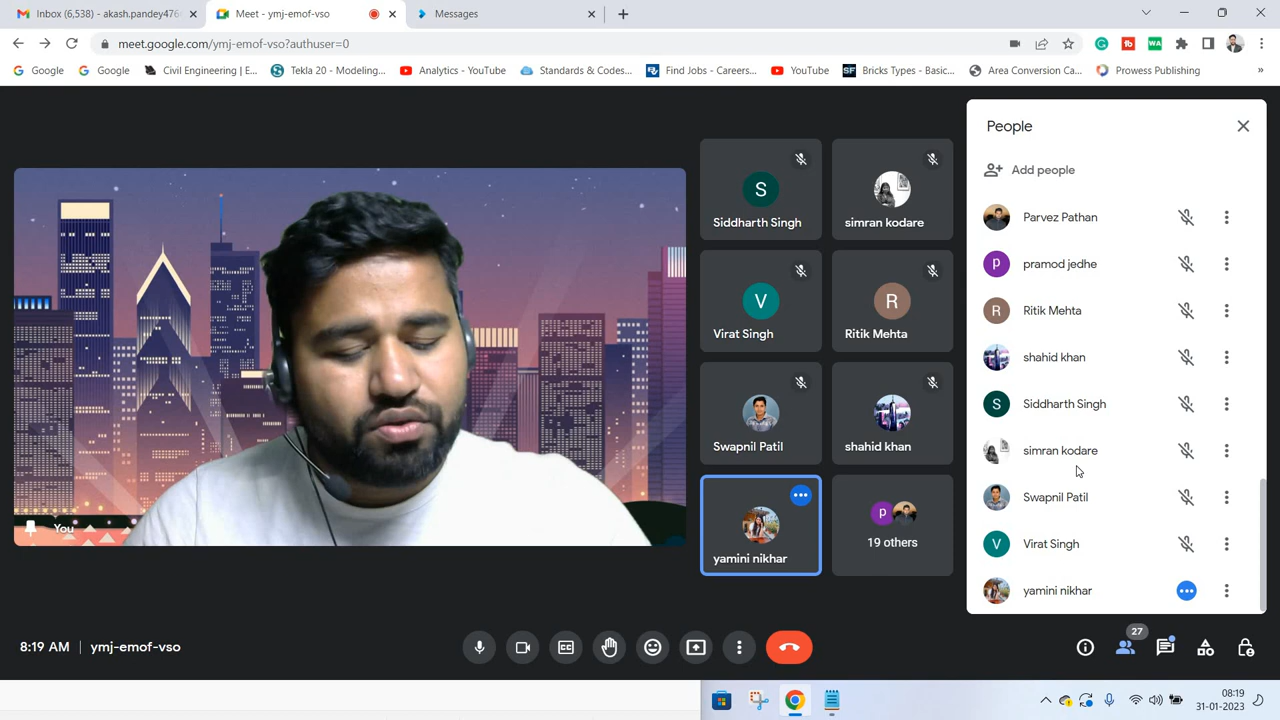 Inbox (6,538) - akash.pandey476
Meet - ymj-emof-vso
Messages
meet.google.com/ymj-emof-vso?authuser=0
Google
Google
Civil Engineering | E...
Tekla 20 - Modeling...
Analytics - YouTube
Standards & Codes...
Find Jobs - Careers...
YouTube
SF
Bricks Types - Basic...
Area Conversion Ca...
Prowess Publishing
»
You
S
Siddharth Singh
simran kodare
V
Virat Singh
R
Ritik Mehta
Swapnil Patil
shahid khan
yamini nikhar
p
19 others
People
Add people
Parvez Pathan
p
pramod jedhe
R
Ritik Mehta
shahid khan
S
Siddharth Singh
simran kodare
Swapnil Patil
V
Virat Singh
yamini nikhar
8:19 AM | ymj-emof-vso
27
08:19
31-01-2023